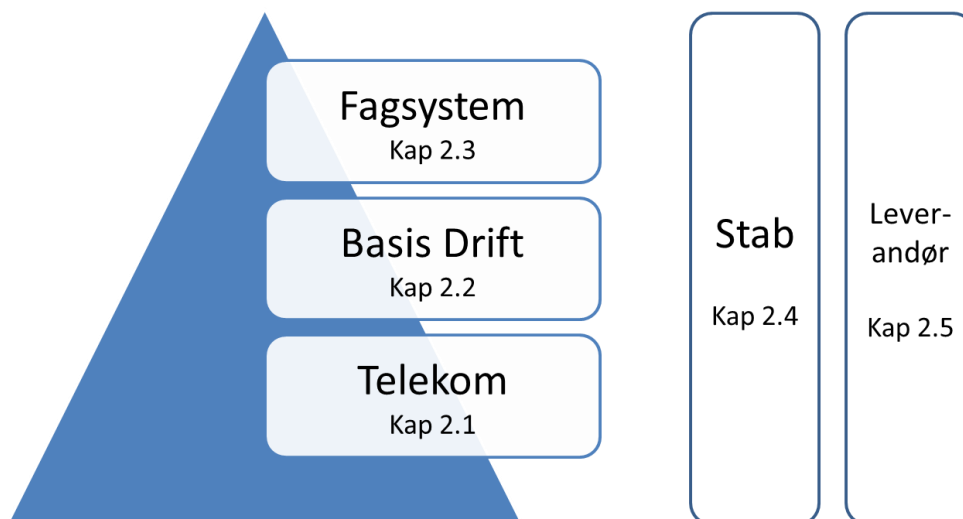 Fagsystem
Kap 2.3
Basis Drift
Kap 2.2
Telekom
Kap 2.1
Stab
Kap 2.4
Lever-
andør
Kap 2.5